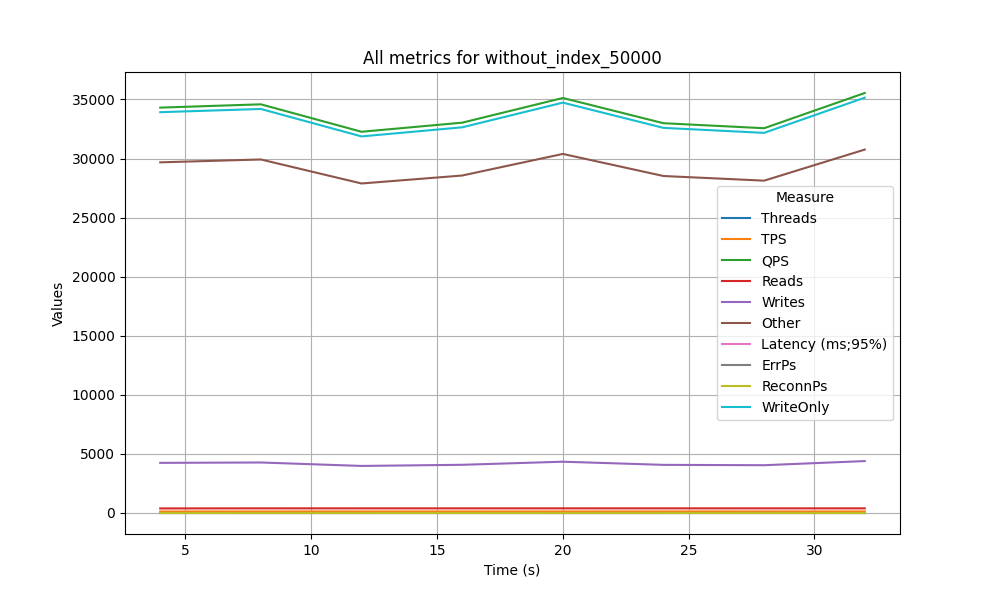 All metrics for without_index_50000
Values
35000
30000
25000
20000
15000
10000
5000
0
Measure
Threads
TPS
QPS
Reads
Writes
Other
Latency (ms;95%)
ErrPs
ReconnPs
WriteOnly
5 10 15 20 25 30
Time (s)